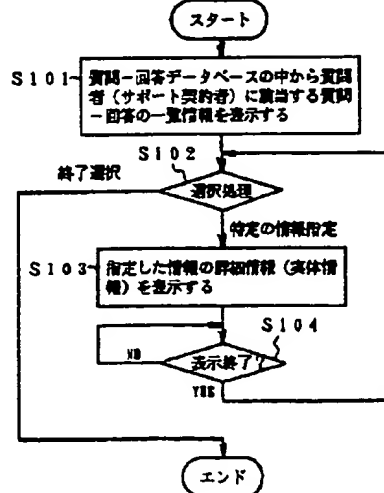 スタート
S101
質問-回答データベースの中から質問
者(サポート契約者)に該当する質問
-回答の一覧情報を表示する
S102
終了選択
選択処理
特定の情報指定
S103
指定した情報の詳細情報(実体情
報)を表示する
S104
表示終了?
NO
YES
エンド